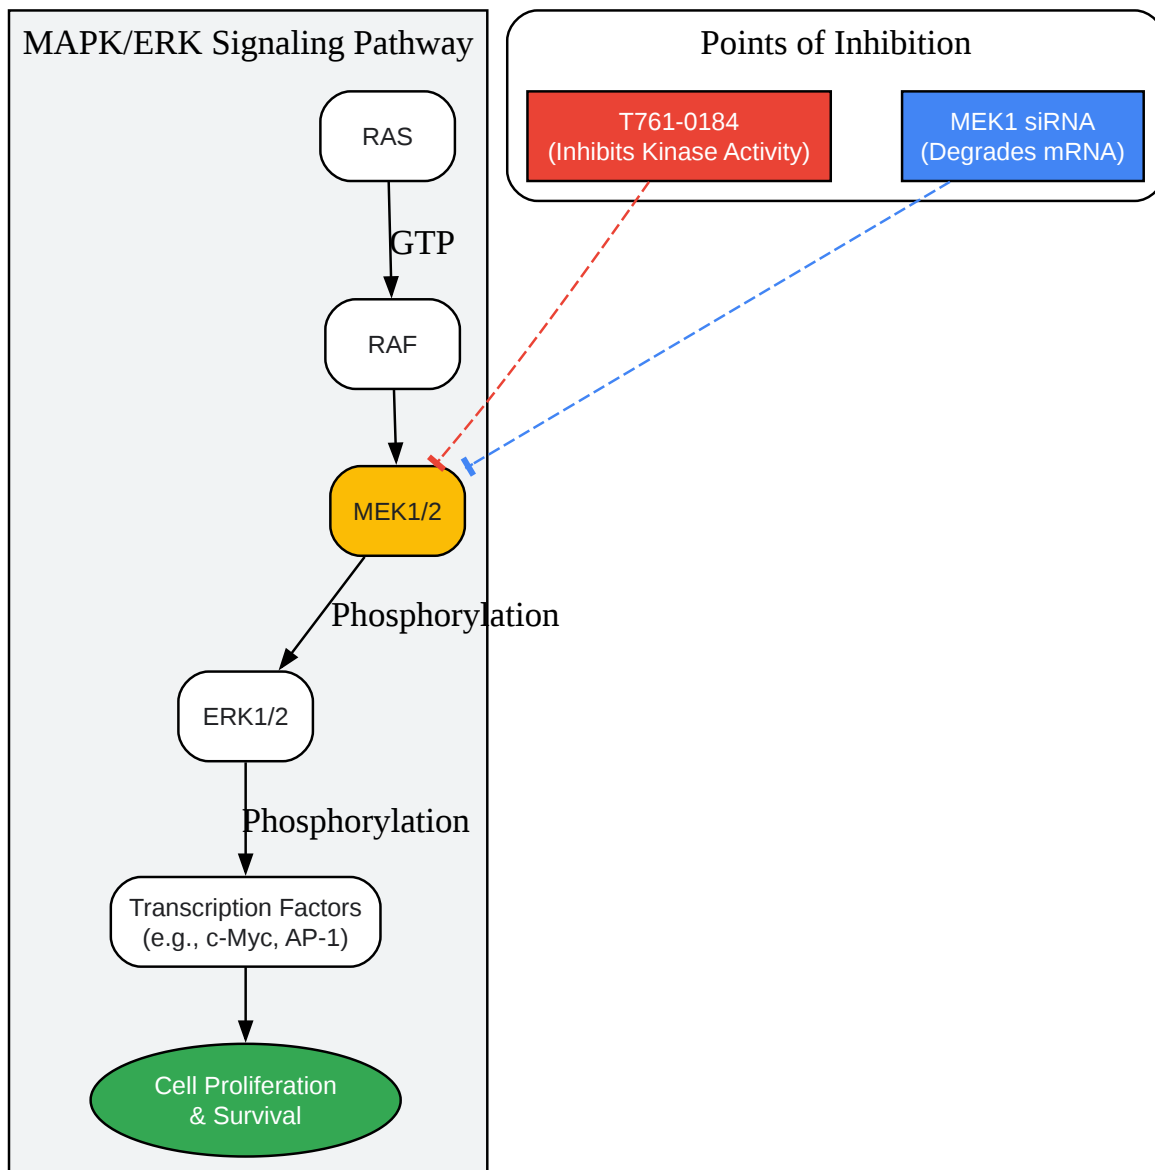 MAPK/ERK Signaling Pathway
Points of Inhibition
RAS
T761-0184
(Inhibits Kinase Activity)
MEK1 siRNA
(Degrades mRNA)
GTP
RAF
MEK1/2
Phosphorylation
ERK1/2
Phosphorylation
Transcription Factors
(e.g., c-Myc, AP-1)
Cell Proliferation
& Survival